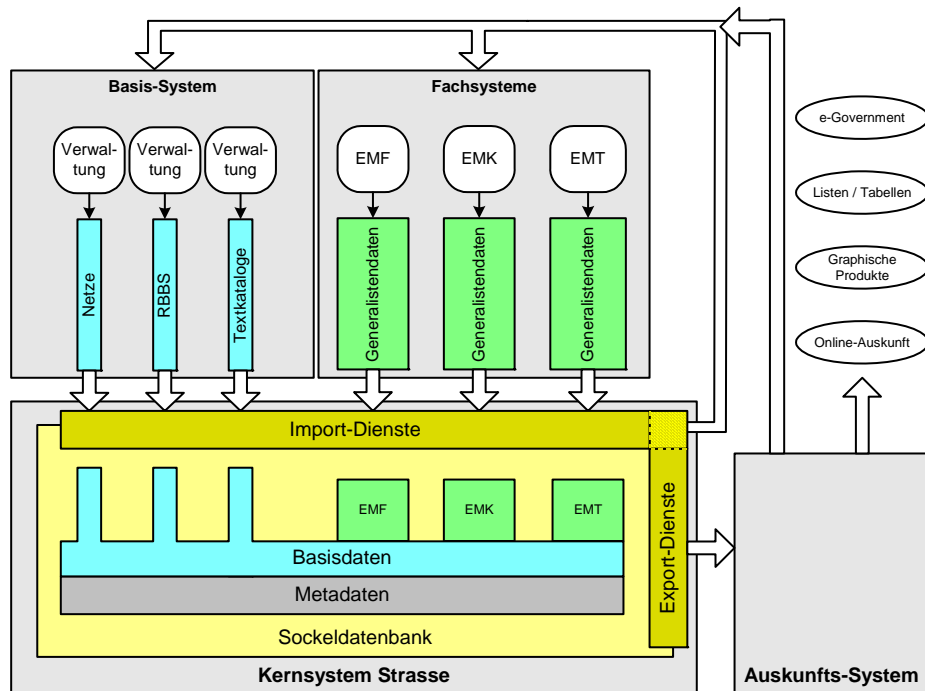 Basis-System
Fachsysteme
Verwal-
tung
Verwal-
tung
Verwal-
tung
EMF
EMK
EMT
Netze
RBBS
Textkataloge
Generalistendaten
Generalistendaten
Generalistendaten
e-Government
Listen / Tabellen
Graphische
Produkte
Online-Auskunft
Import-Dienste
EMF
EMK
EMT
Basisdaten
Metadaten
Sockeldatenbank
Export-Dienste
Kernsystem Strasse
Auskunfts-System